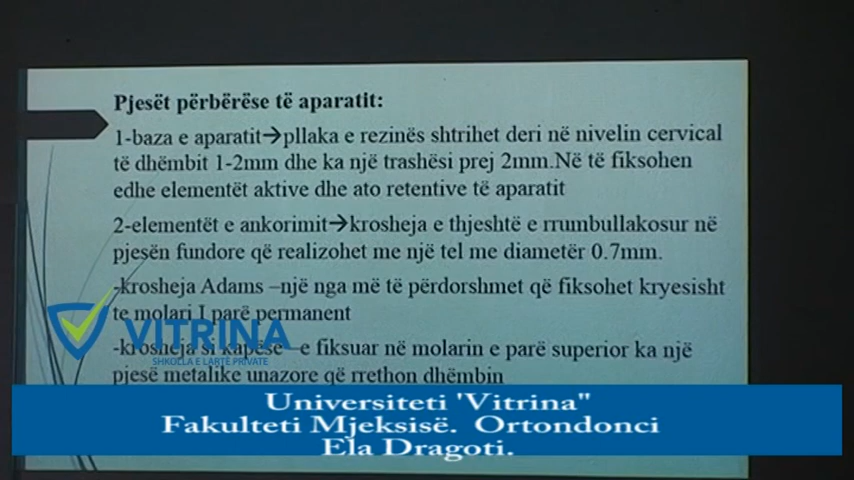 Pjesët përbërëse të aparatit:
1-baza e aparatit→pllaka e rezinës shtrihet deri në nivelin cervical
të dhëmbit 1-2mm dhe ka një trashësi prej 2mm.Në të fiksohen
edhe elementët aktive dhe ato retentive të aparatit
2-elementët e ankorimit→krosheja e thjeshtë e rrumbullakosur në
pjesën fundore që realizohet me një tel me diametër 0.7mm.
-krosheja Adams –një nga më të përdorshmet që fiksohet kryesisht
te molari I parë permanent
-krosheja si kapëse –e fiksuar në molarin e parë superior ka një
pjesë metalike unazore që rrethon dhëmbin
VITRINA
SHKOLLA E LARTË PRIVATE
Universiteti 'Vitrina"
Fakulteti Mjeksisë. Ortondonci
Ela Dragoti.